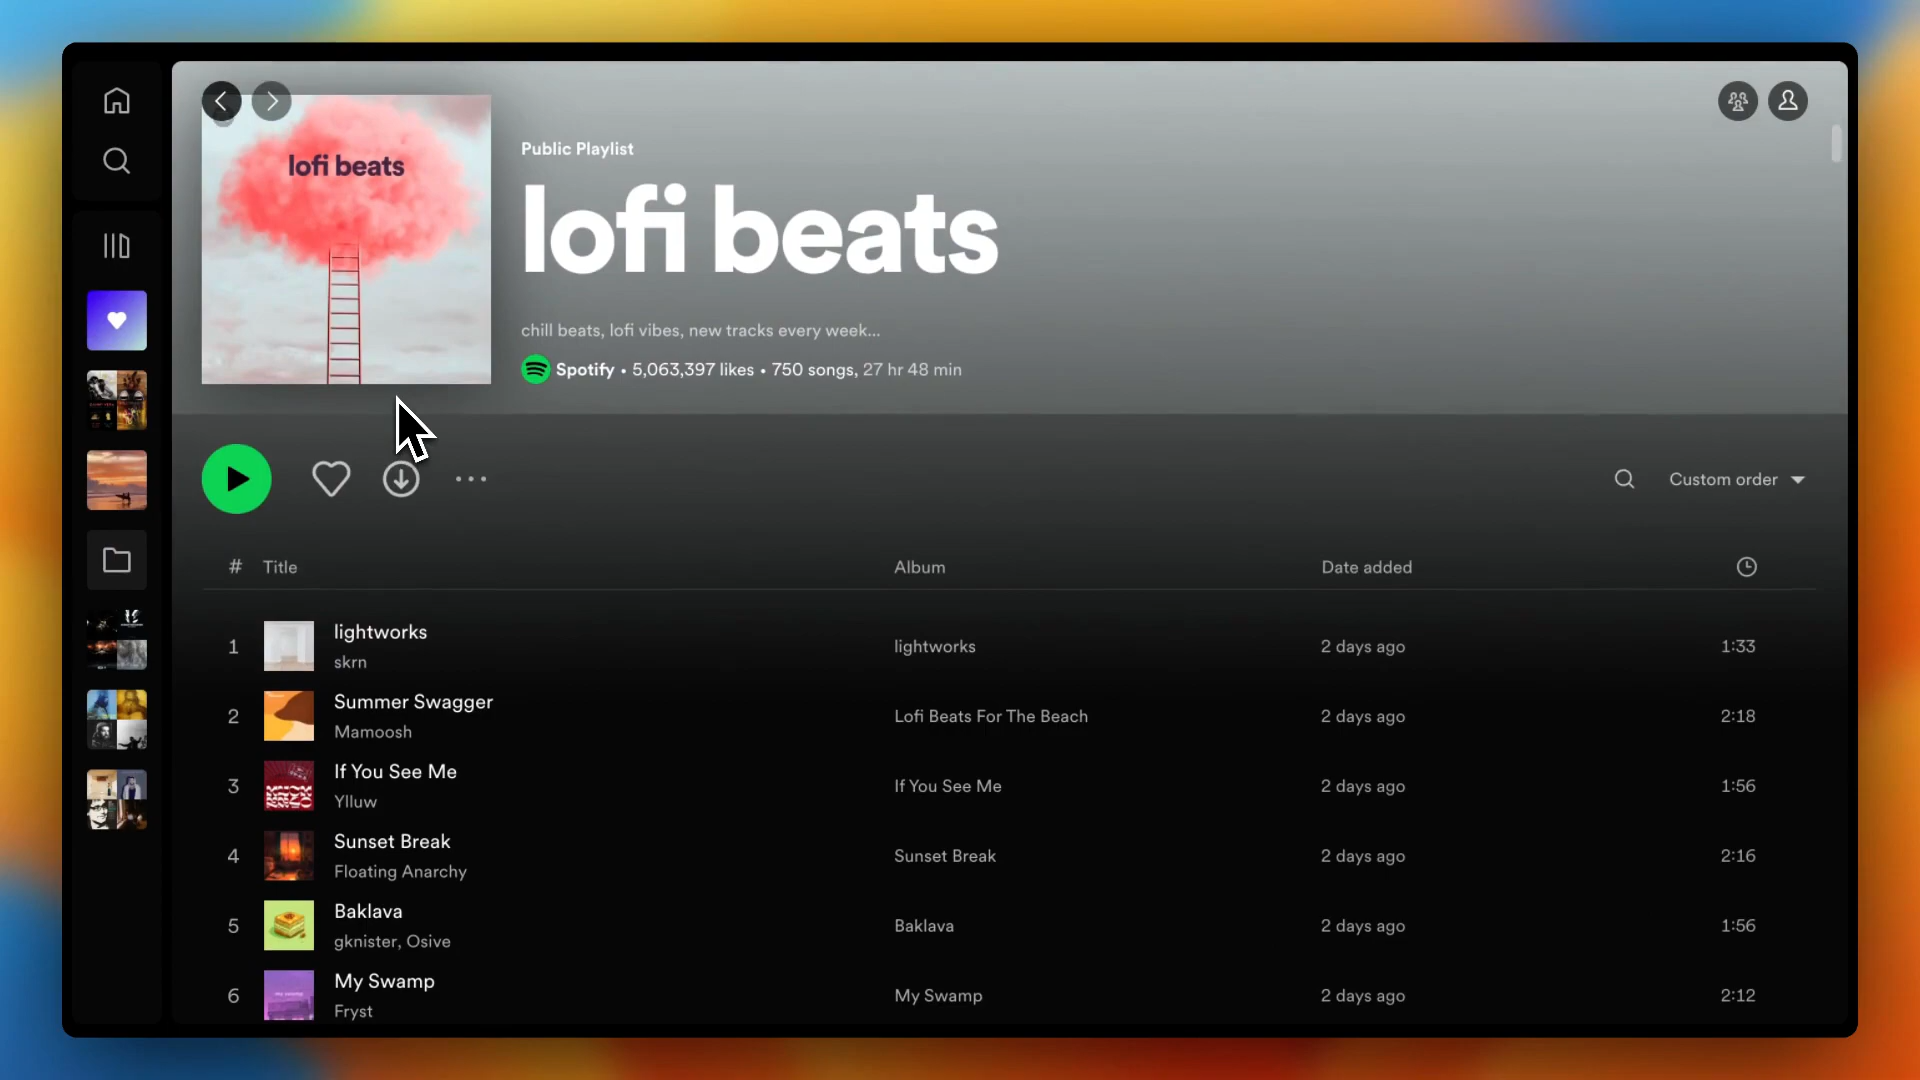 lofi beats
Public Playlist
lofi beats
chill beats, lofi vibes, new tracks every week...
Spotify • 5,063,397 likes • 750 songs, 27 hr 48 min
Custom order
# Title Album Date added
1 lightworks lightworks 2 days ago 1:33
skrn
2 Summer Swagger Lofi Beats For The Beach 2 days ago 2:18
Mamoosh
3 If You See Me If You See Me 2 days ago 1:56
Ylluw
4 Sunset Break Sunset Break 2 days ago 2:16
Floating Anarchy
5 Baklava Baklava 2 days ago 1:56
gknister, Osive
6 My Swamp My Swamp 2 days ago 2:12
Fryst